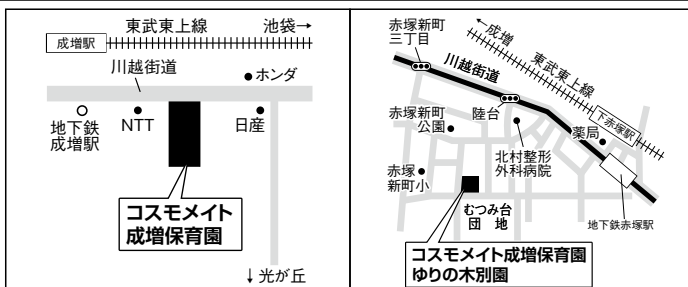 東武東上線
池袋→
成増駅
川越街道
ホンダ
地下鉄
成増駅
NTT
日産
コスモメイト
成増保育園
↓光が丘
赤塚新町
三丁目
←成増
東武東上線
川越街道
下赤塚駅
赤塚新町
公園
陸台
薬局
北村整形
外科病院
赤塚
新町小
むつみ台
団地
地下鉄赤塚駅
コスモメイト成増保育園
ゆりの木別園